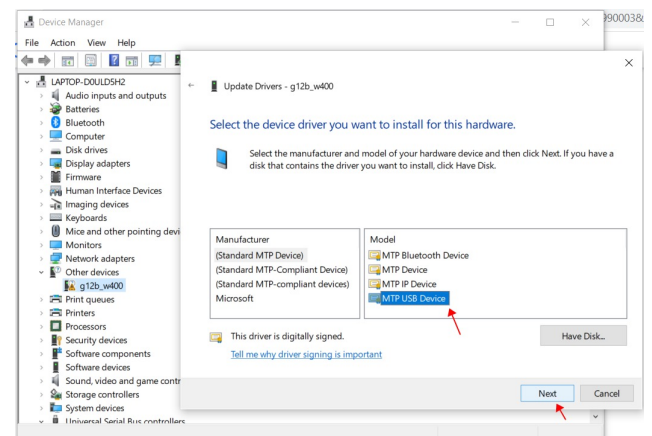 Device Manager
9900038
File Action View Help
LAPTOP-D0ULD5H2
Audio inputs and outputs
Batteries
Bluetooth
Computer
Disk drives
Display adapters
Firmware
Human Interface Devices
Imaging devices
Keyboards
Mice and other pointing devi
Monitors
Network adapters
Other devices
g12b_w400
Print queues
Printers
Processors
Security devices
Software components
Software devices
Sound, video and game contr
Storage controllers
System devices
Universal Serial Bus controllers
Update Drivers - g12b_w400
Select the device driver you want to install for this hardware.
Select the manufacturer and model of your hardware device and then click Next. If you have a
disk that contains the driver you want to install, click Have Disk.
Manufacturer
(Standard MTP Device)
(Standard MTP-Compliant Device)
(Standard MTP-compliant devices)
Microsoft
Model
MTP Bluetooth Device
MTP Device
MTP IP Device
MTP USB Device
This driver is digitally signed.
Tell me why driver signing is important
Have Disk...
Next Cancel